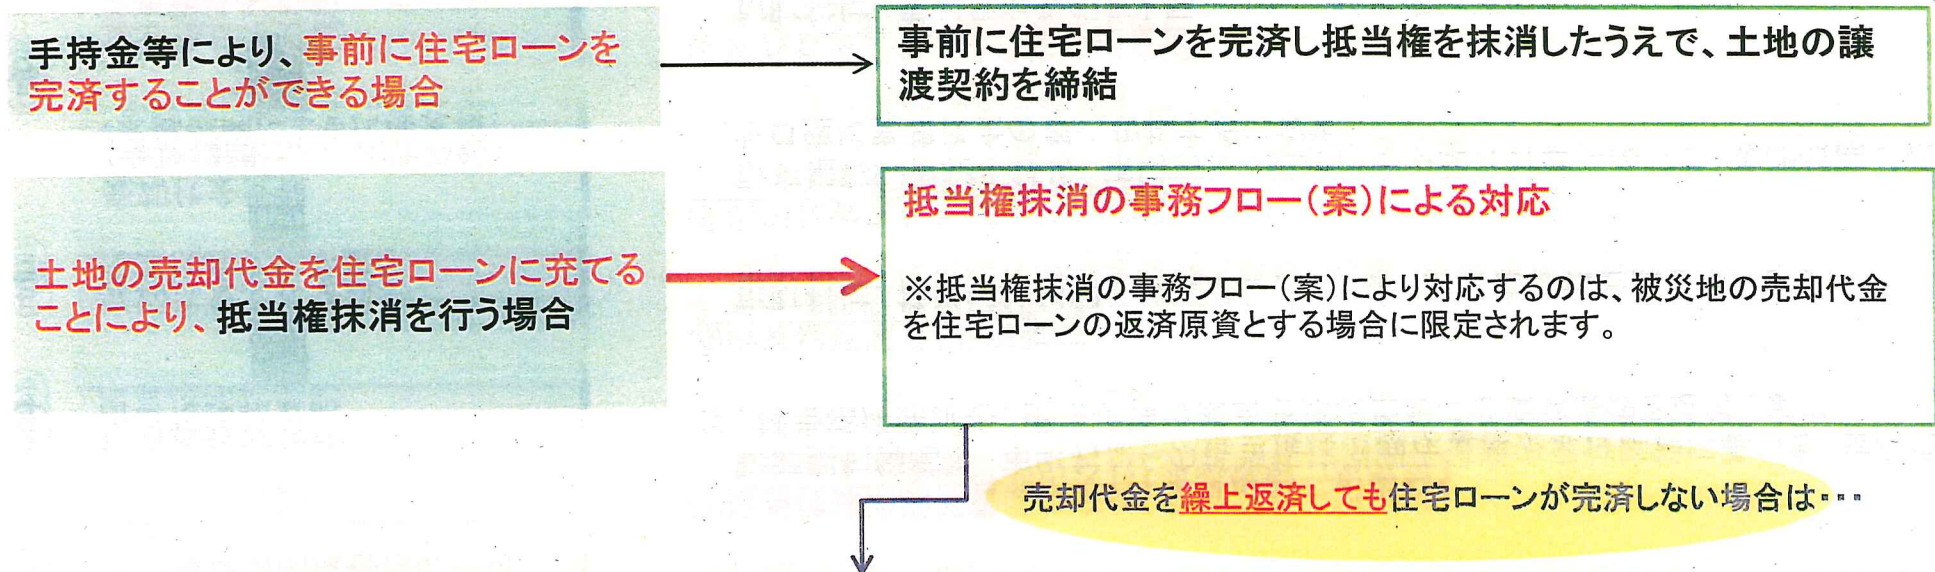 手持金等により、事前に住宅ローンを
完済することができる場合
事前に住宅ローンを完済し抵当権を抹消したうえで、土地の譲
渡契約を締結
土地の売却代金を住宅ローンに充てる
ことにより、抵当権抹消を行う場合
抵当権抹消の事務フロー(案)による対応
※抵当権抹消の事務フロー(案)により対応するのは、被災地の売却代金
を住宅ローンの返済原資とする場合に限定されます。
売却代金を繰上返済しても住宅ローンが完済しない場合は・・・